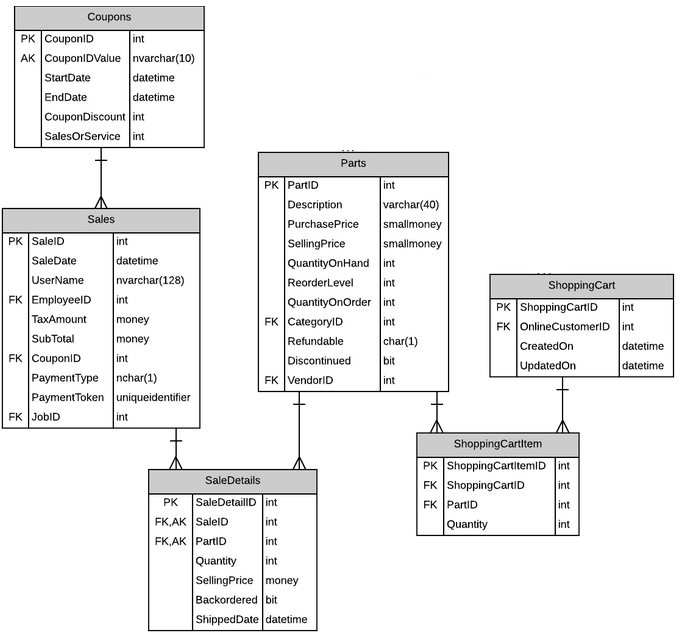 Coupons
PK CouponID int
AK CouponIDValue nvarchar(10)
StartDate datetime
EndDate datetime
CouponDiscount int
SalesOrService int
Sales
PK SaleID int
SaleDate datetime
UserName nvarchar(128)
FK EmployeeID int
TaxAmount money
SubTotal money
FK CouponID int
PaymentType nchar(1)
PaymentToken uniqueidentifier
FK JobID int
Parts
PK PartID int
Description varchar(40)
PurchasePrice smallmoney
SellingPrice smallmoney
QuantityOnHand int
ReorderLevel int
QuantityOnOrder int
FK CategoryID int
Refundable char(1)
Discontinued bit
FK VendorID int
ShoppingCart
PK ShoppingCartID int
FK OnlineCustomerID int
CreatedOn datetime
UpdatedOn datetime
SaleDetails
PK SaleDetailID int
FK,AK SaleID int
FK,AK PartID int
Quantity int
SellingPrice money
Backordered bit
ShippedDate datetime
ShoppingCartItem
PK ShoppingCartItemID int
FK ShoppingCartID int
FK PartID int
Quantity int